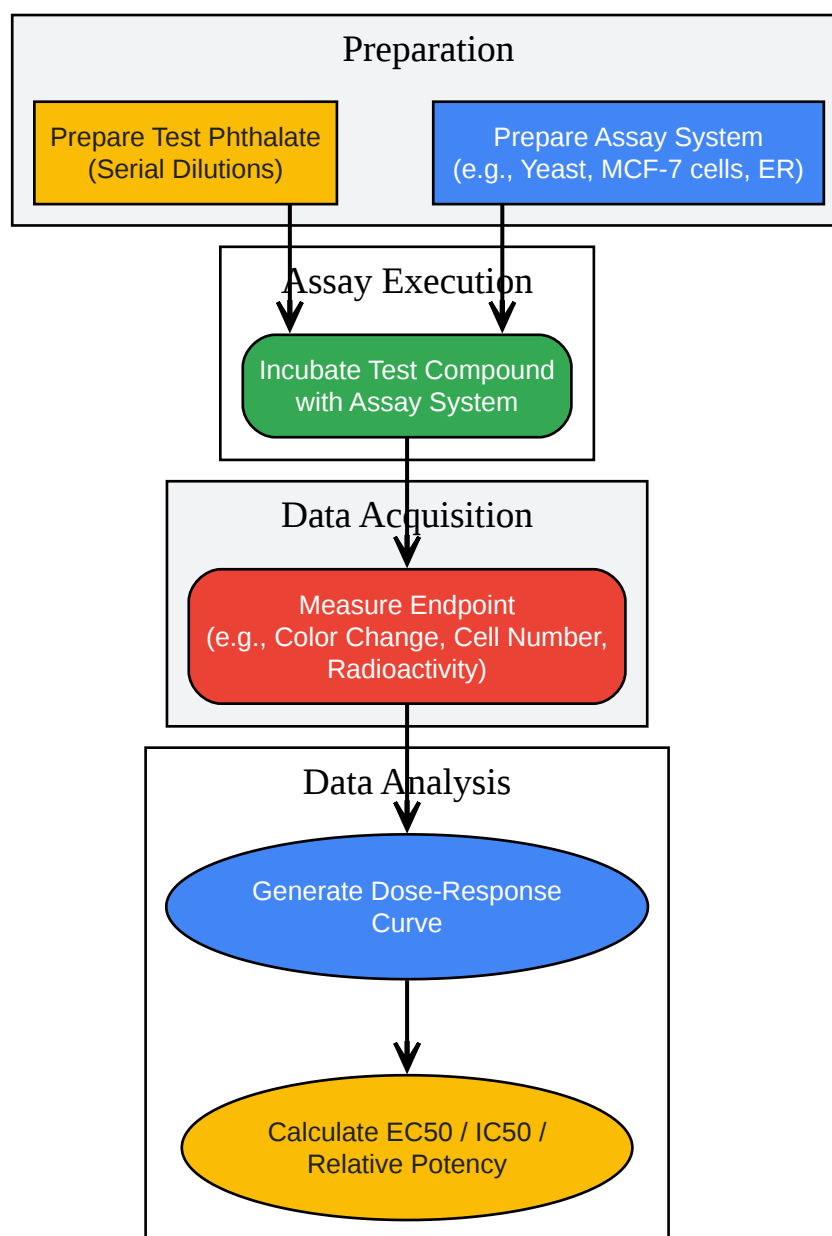 Preparation
Prepare Test Phthalate
(Serial Dilutions)
Prepare Assay System
(e.g., Yeast, MCF-7 cells, ER)
Assay Execution
Incubate Test Compound
with Assay System
Data Acquisition
Measure Endpoint
(e.g., Color Change, Cell Number,
Radioactivity)
Data Analysis
Generate Dose-Response
Curve
Calculate EC50 / IC50 /
Relative Potency